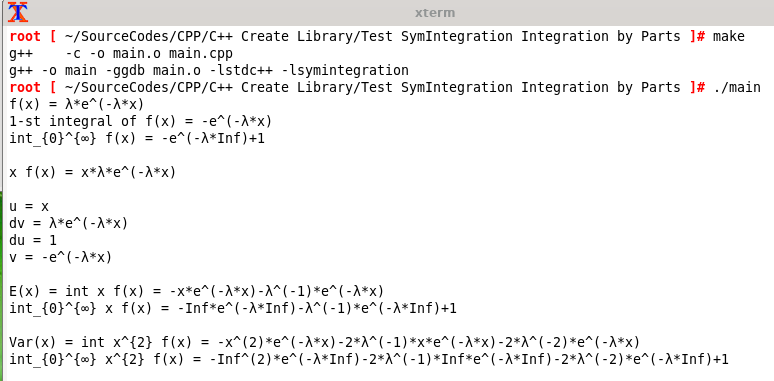 xterm
root [ ~/SourceCodes/CPP/C++ Create Library/Test SymIntegration Integration by Parts ]# make
g++    -c -o main.o main.cpp
g++ -o main -ggdb main.o -lstdc++ -lsymintegration
root [ ~/SourceCodes/CPP/C++ Create Library/Test SymIntegration Integration by Parts ]# ./main
f(x) = λ*e^(-λ*x)
1-st integral of f(x) = -e^(-λ*x)
int_{0}^{∞} f(x) = -e^(-λ*Inf)+1
x f(x) = x*λ*e^(-λ*x)
u = x
dv = λ*e^(-λ*x)
du = 1
v = -e^(-λ*x)
E(x) = int x f(x) = -x*e^(-λ*x)-λ^(-1)*e^(-λ*x)
int_{0}^{∞} x f(x) = -Inf*e^(-λ*Inf)-λ^(-1)*e^(-λ*Inf)+1
Var(x) = int x^{2} f(x) = -x^(2)*e^(-λ*x)-2*λ^(-1)*x*e^(-λ*x)-2*λ^(-2)*e^(-λ*x)
int_{0}^{∞} x^{2} f(x) = -Inf^(2)*e^(-λ*Inf)-2*λ^(-1)*Inf*e^(-λ*Inf)-2*λ^(-2)*e^(-λ*Inf)+1